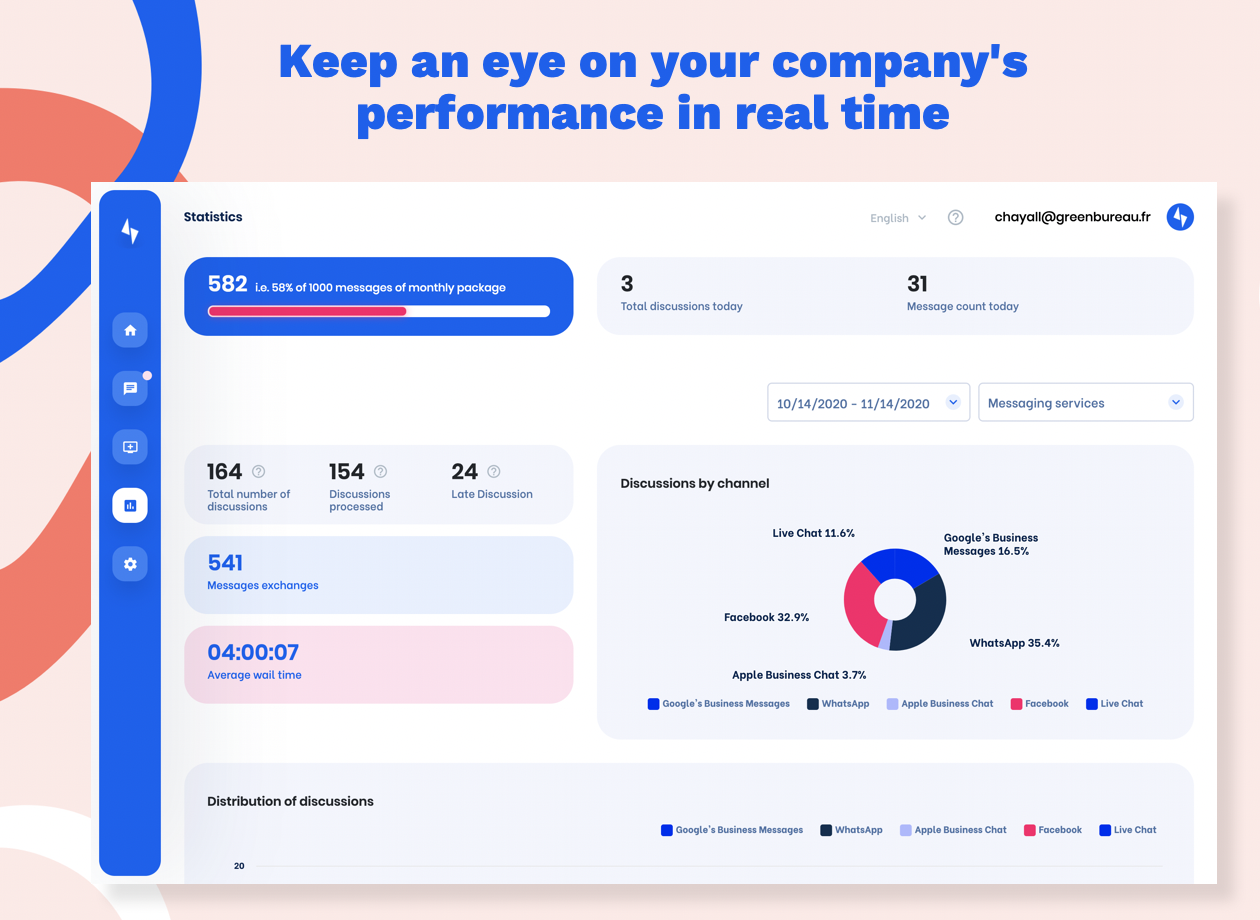 Keep an eye on your company's
performance in real time
Statistics
English
chayall@greenbureau.fr
582 i.e. 58% of 1000 messages of monthly package
3
Total discussions today
31
Message count today
10/14/2020 - 11/14/2020
Messaging services
164
Total number of
discussions
154
Discussions
processed
24
Late Discussion
541
Messages exchanges
04:00:07
Average wail time
Discussions by channel
Live Chat 11.6%
Google's Business
Messages 16.5%
Facebook 32.9%
WhatsApp 35.4%
Apple Business Chat 3.7%
Google's Business Messages WhatsApp Apple Business Chat Facebook Live Chat
Distribution of discussions
Google's Business Messages WhatsApp Apple Business Chat Facebook Live Chat
20